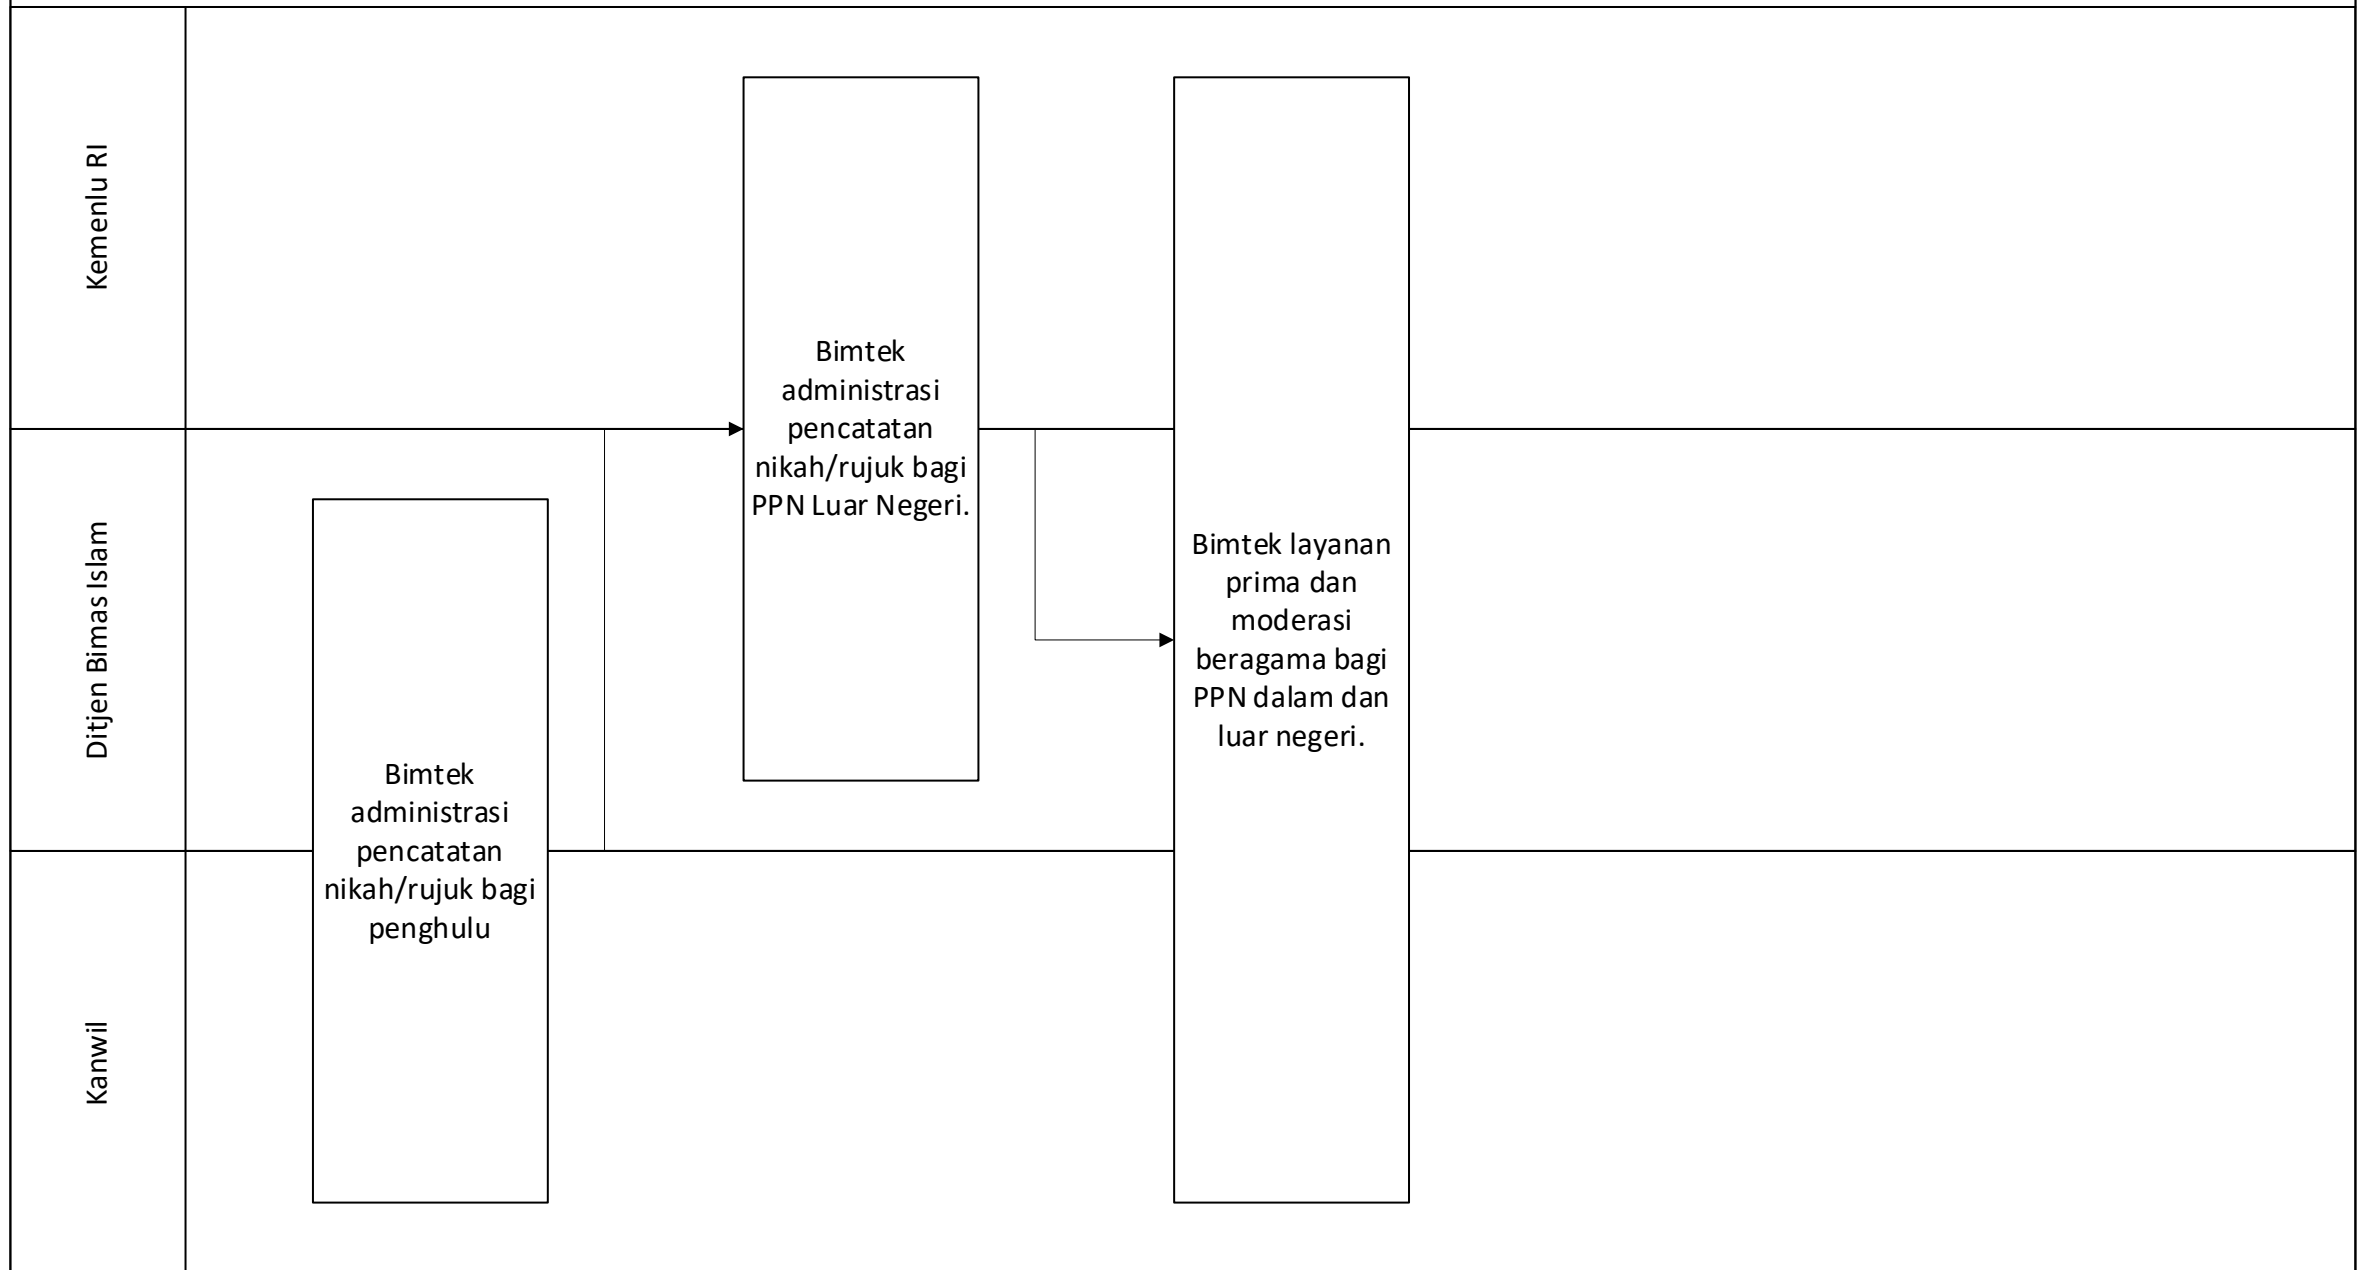 Kemenlu RI
Ditjen Bimas Islam
Kanwil
Bimtek
administrasi
pencatatan
nikah/rujuk bagi
penghulu
Bimtek
administrasi
pencatatan
nikah/rujuk bagi
PPN Luar Negeri.
Bimtek layanan
prima dan
moderasi
beragama bagi
PPN dalam dan
luar negeri.